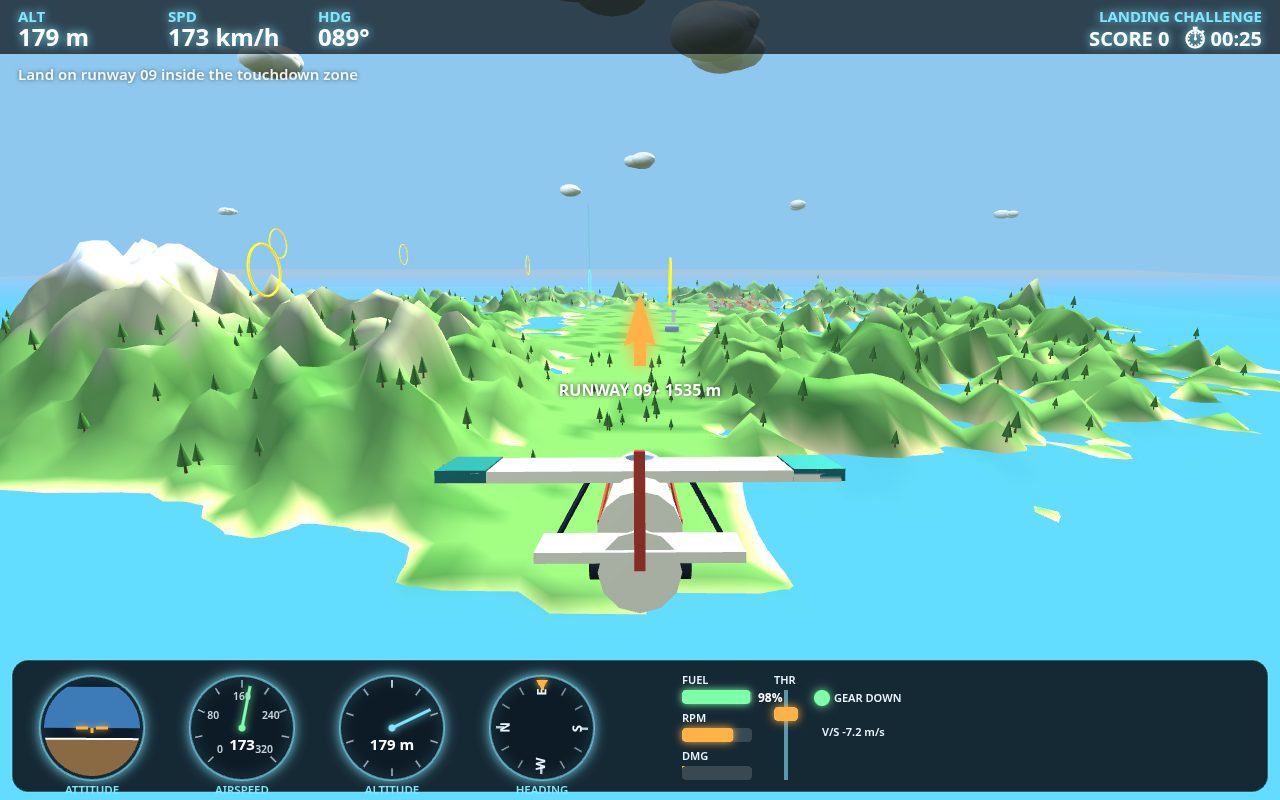 ALT
179 m
SPD
173 km/h
HDG
089°
LANDING CHALLENGE
SCORE 0 ⏱ 00:25
Land on runway 09 inside the touchdown zone
RUNWAY 09 · 1535 m
ATTITUDE
0
80
160
240
320
173
AIRSPEED
179 m
ALTITUDE
N
E
S
W
HEADING
FUEL
98%
RPM
DMG
THR
GEAR DOWN
V/S -7.2 m/s